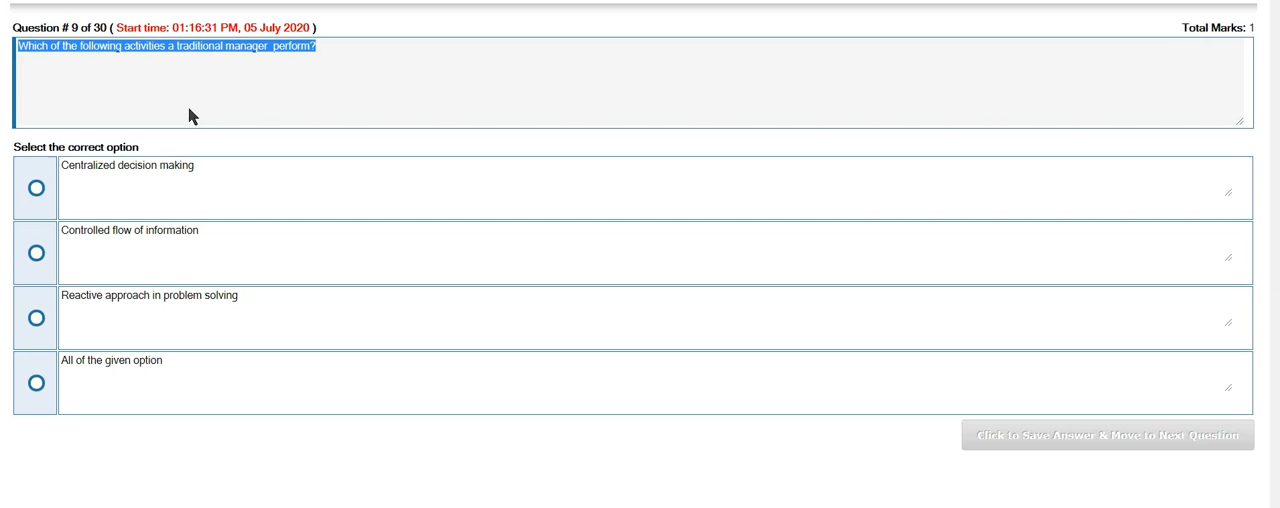 Question # 9 of 30 ( Start time: 01:16:31 PM, 05 July 2020 )
Total Marks: 1
Which of the following activities a traditional manager perform?
Select the correct option
Centralized decision making
Controlled flow of information
Reactive approach in problem solving
All of the given option
Click to Save Answer & Move to Next Question